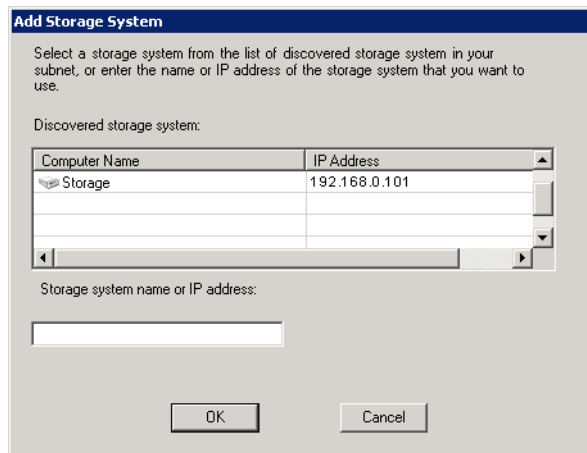 Add Storage System
Select a storage system from the list of discovered storage system in your
subnet, or enter the name or IP address of the storage system that you want to
use.
Discovered storage system:
Computer Name IP Address
Storage 192.168.0.101
Storage system name or IP address:
OK Cancel